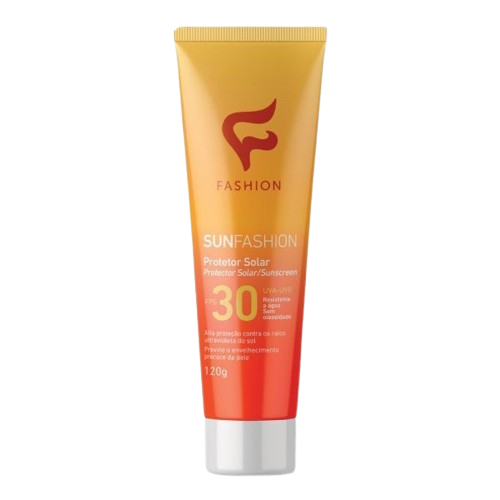 FASHION
SUNFASHION
Protetor Solar
Protector Solar/Sunscreen
FPS 30
UVA-UVB
Resistente
a água
Sem
oleosidade
Alta proteção contra os raios
ultravioleta do sol
Previne o envelhecimento
precoce da pele
120g